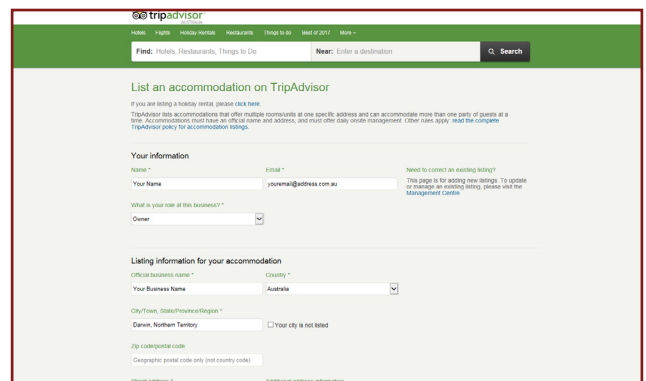 tripadvisor
AUSTRALIA
Hotels Flights Holiday Rentals Restaurants Things to do Best of 2017 More
Find: Hotels, Restaurants, Things to Do Near: Enter a destination Search
List an accommodation on TripAdvisor
If you are listing a holiday rental, please click here.
TripAdvisor lists accommodations that offer multiple rooms/units at one specific address and can accommodate more than one party of guests at a
time. Accommodations must have an official name and address, and must offer daily onsite management. Other rules apply: read the complete
TripAdvisor policy for accommodation listings.
Your information
Name * Email * Need to correct an existing listing?
Your Name youremail@address.com.au This page is for adding new listings. To update
or manage an existing listing, please visit the
Management Centre
What is your role at this business? *
Owner
Listing information for your accommodation
Official business name * Country *
Your Business Name Australia
City/Town, State/Province/Region *
Darwin, Northern Territory Your city is not listed
Zip code/postal code
Geographic postal code only (not country code)
Street address * Additional address information